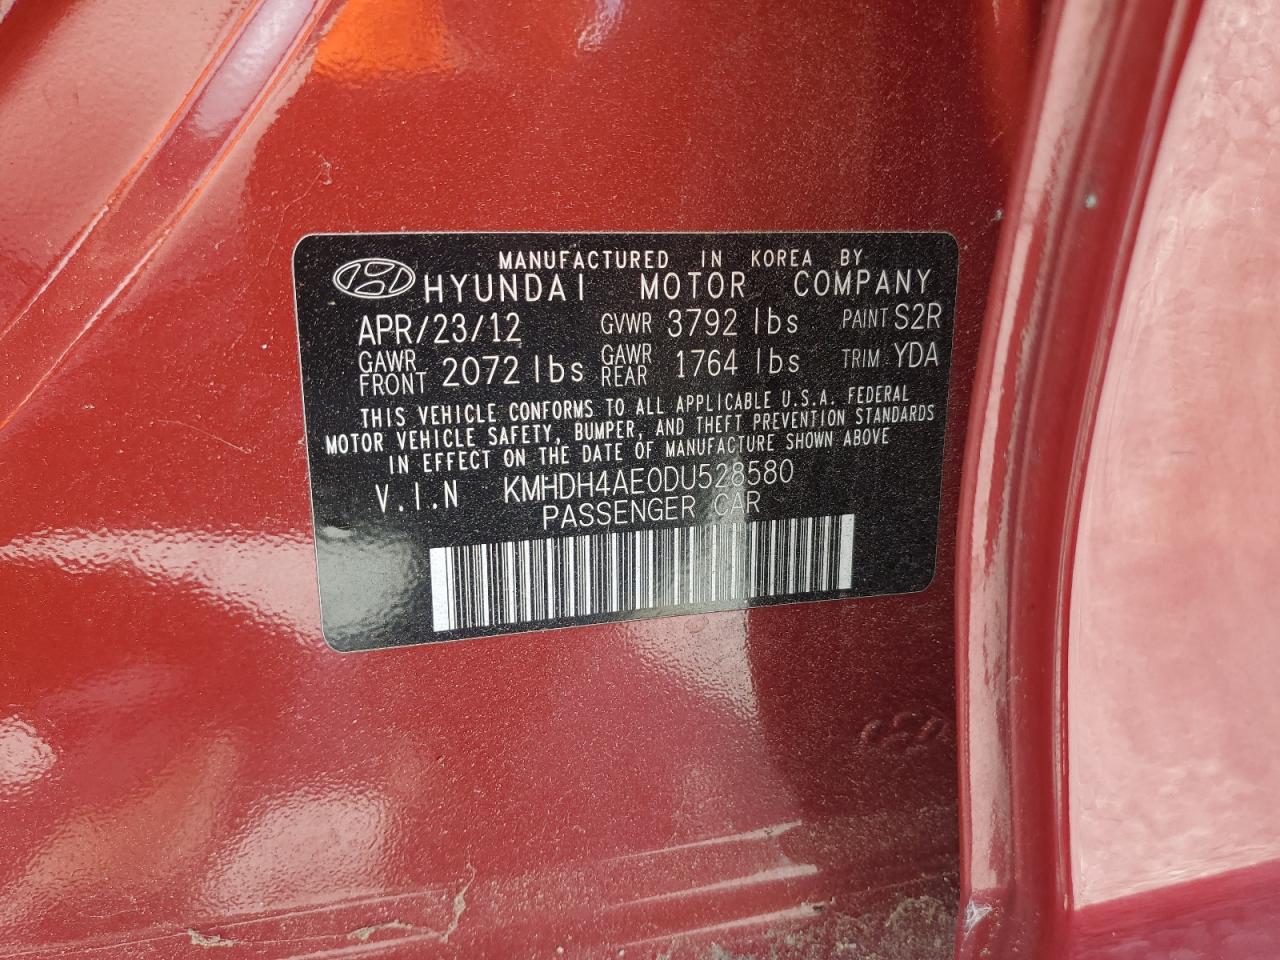 MANUFACTURED IN KOREA BY
HYUNDAI MOTOR COMPANY
APR/23/12 GVWR 3792 lbs PAINT S2R
GAWR FRONT 2072 lbs GAWR REAR 1764 lbs TRIM YDA
THIS VEHICLE CONFORMS TO ALL APPLICABLE U.S.A. FEDERAL
MOTOR VEHICLE SAFETY, BUMPER, AND THEFT PREVENTION STANDARDS
IN EFFECT ON THE DATE OF MANUFACTURE SHOWN ABOVE
V.I.N KMHDH4AE0DU528580
PASSENGER CAR